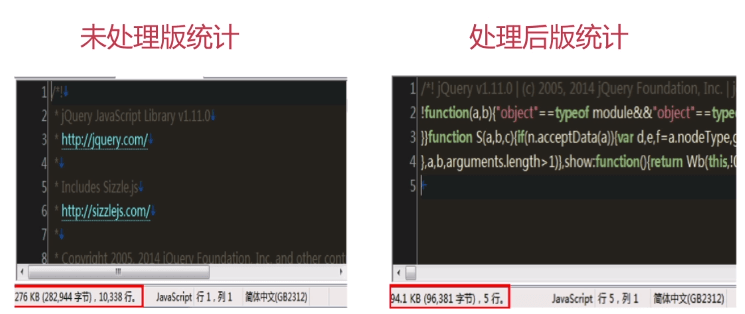 未处理版统计
处理后版统计
1 /*!
2 * jQuery JavaScript Library v1.11.0
3 * http://jquery.com/
4 *
5 * Includes Sizzle.js
6 * http://sizzlejs.com/
7 *
8 * Copyright 2005, 2014 jQuery Foundation, Inc. and other cont
276 KB (282,944 字节), 10,338 行。 JavaScript 行 1, 列 1 简体中文(GB2312)
1 /*! jQuery v1.11.0 | (c) 2005, 2014 jQuery Foundation, Inc. | j
2 !function(a,b){"object"==typeof module&&"object"==type
3 }}function S(a,b,c){if(n.acceptData(a)){var d,e,f=a.nodeType,g
4 },a,b,arguments.length>1)},show:function(){return Wb(this,!0
5
94.1 KB (96,381 字节), 5 行。 JavaScript 行 5, 列 1 简体中文(GB2312)